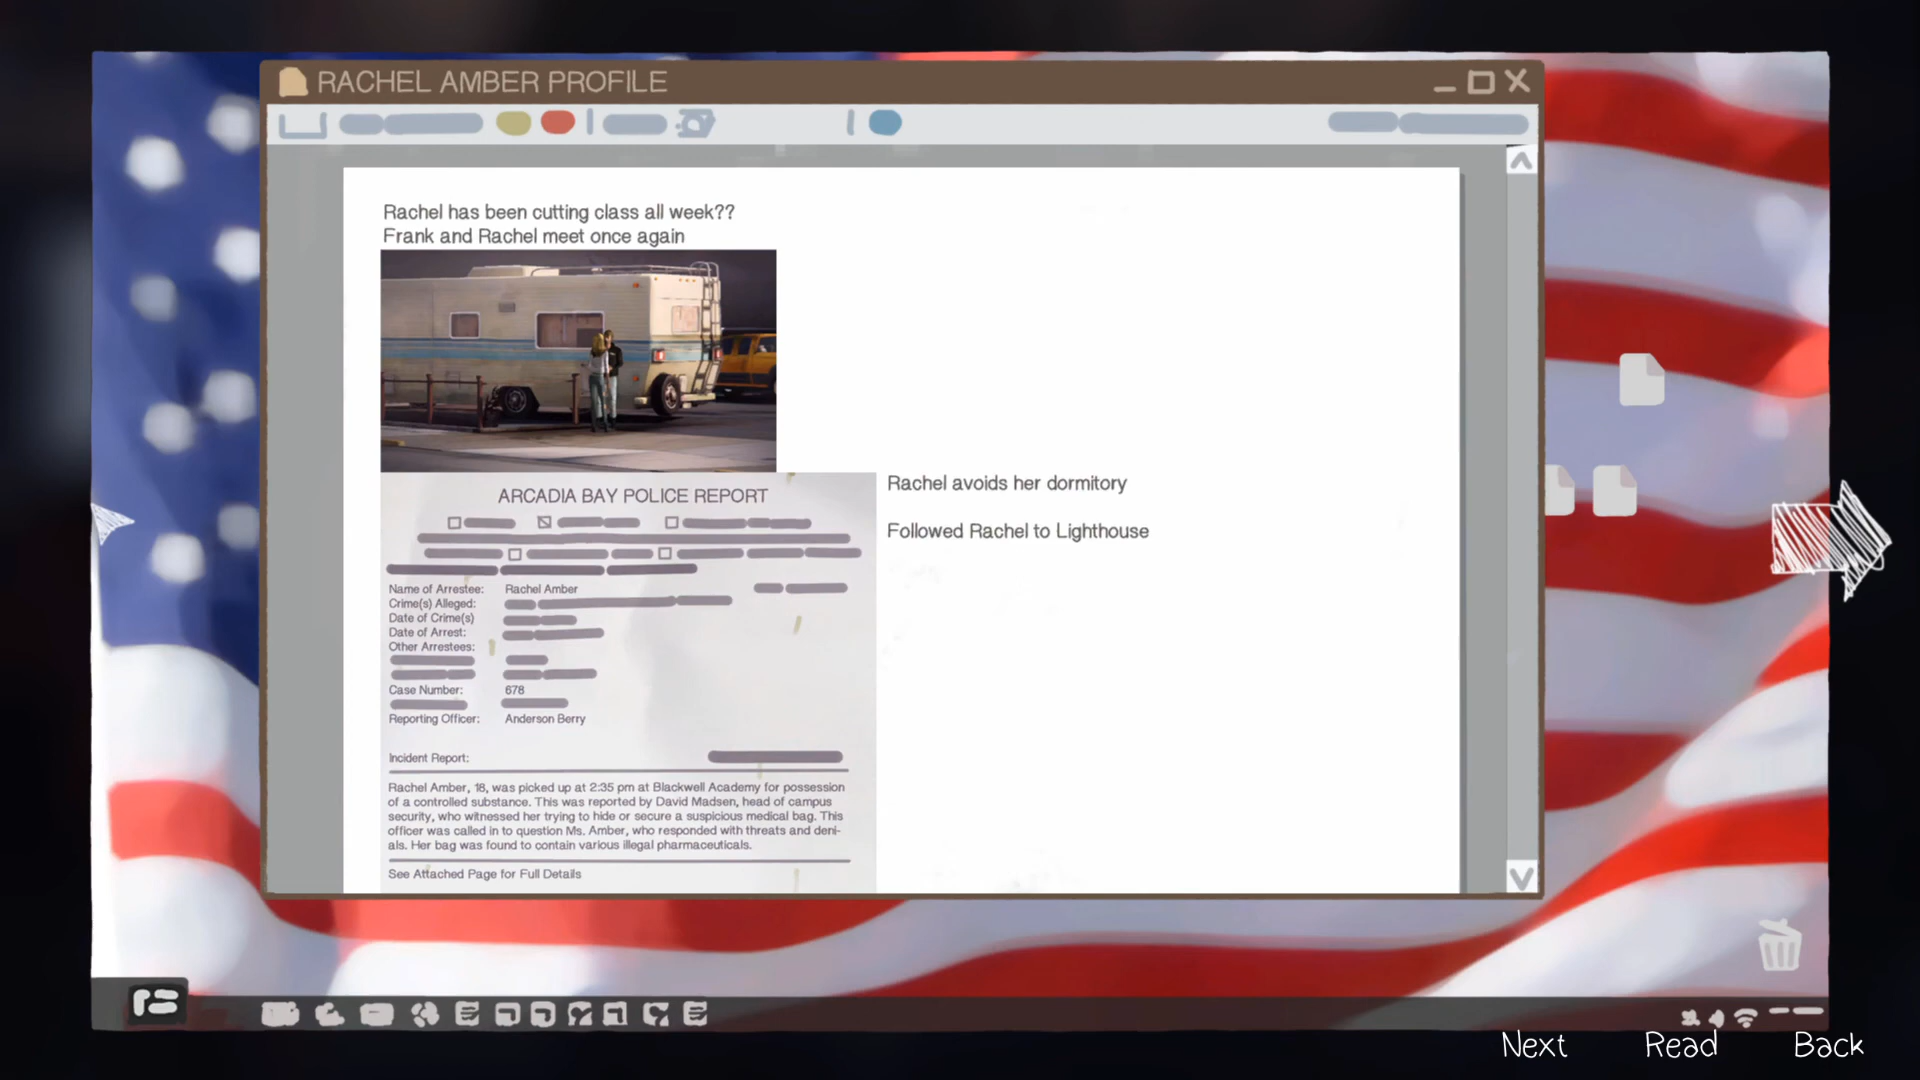 RACHEL AMBER PROFILE
Rachel has been cutting class all week??
Frank and Rachel meet once again
Rachel avoids her dormitory
Followed Rachel to Lighthouse
ARCADIA BAY POLICE REPORT
Name of Arrestee: Rachel Amber
Crime(s) Alleged:
Date of Crime(s)
Date of Arrest:
Other Arrestees:
Case Number: 678
Reporting Officer: Anderson Berry
Incident Report:
Rachel Amber, 18, was picked up at 2:35 pm at Blackwell Academy for possession
of a controlled substance. This was reported by David Madsen, head of campus
security, who witnessed her trying to hide or secure a suspicious medical bag. This
officer was called in to question Ms. Amber, who responded with threats and deni-
als. Her bag was found to contain various illegal pharmaceuticals.
See Attached Page for Full Details
Next Read Back